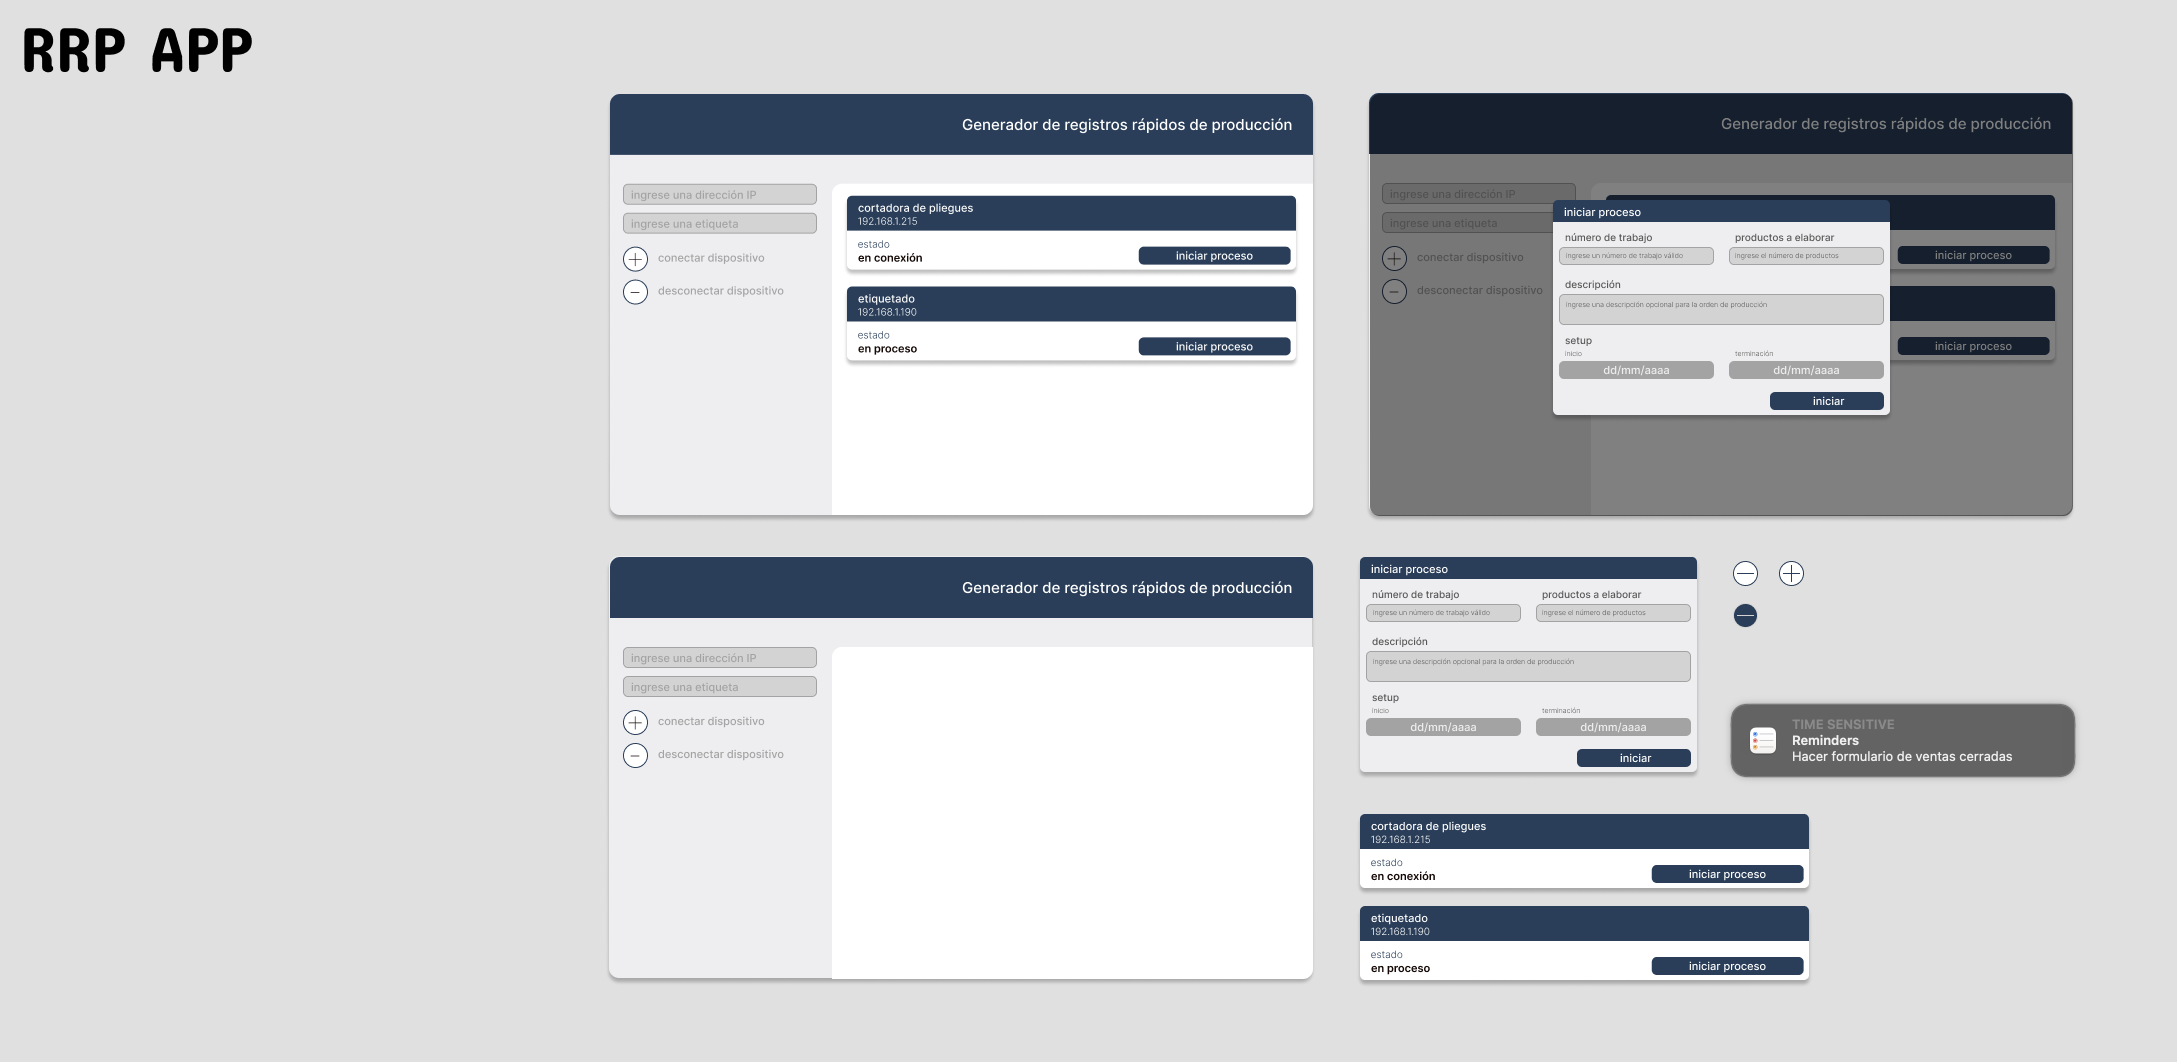 RRP APP
Generador de registros rápidos de producción
ingrese una dirección IP
ingrese una etiqueta
conectar dispositivo
desconectar dispositivo
cortadora de pliegues
192.168.1.215
estado
en conexión
iniciar proceso
etiquetado
192.168.1.190
estado
en proceso
iniciar proceso
Generador de registros rápidos de producción
ingrese una dirección IP
ingrese una etiqueta
conectar dispositivo
desconectar dispositivo
iniciar proceso
iniciar proceso
iniciar proceso
número de trabajo
productos a elaborar
ingrese un número de trabajo válido
ingrese el número de productos
descripción
ingrese una descripción opcional para la orden de producción
setup
inicio
terminación
dd/mm/aaaa
dd/mm/aaaa
iniciar
Generador de registros rápidos de producción
ingrese una dirección IP
ingrese una etiqueta
conectar dispositivo
desconectar dispositivo
iniciar proceso
número de trabajo
productos a elaborar
ingrese un número de trabajo válido
ingrese el número de productos
descripción
ingrese una descripción opcional para la orden de producción
setup
inicio
terminación
dd/mm/aaaa
dd/mm/aaaa
iniciar
TIME SENSITIVE
Reminders
Hacer formulario de ventas cerradas
cortadora de pliegues
192.168.1.215
estado
en conexión
iniciar proceso
etiquetado
192.168.1.190
estado
en proceso
iniciar proceso